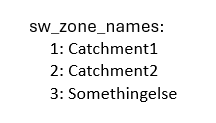 sw_zone_names:
1: Catchment1
2: Catchment2
3: Somethingelse